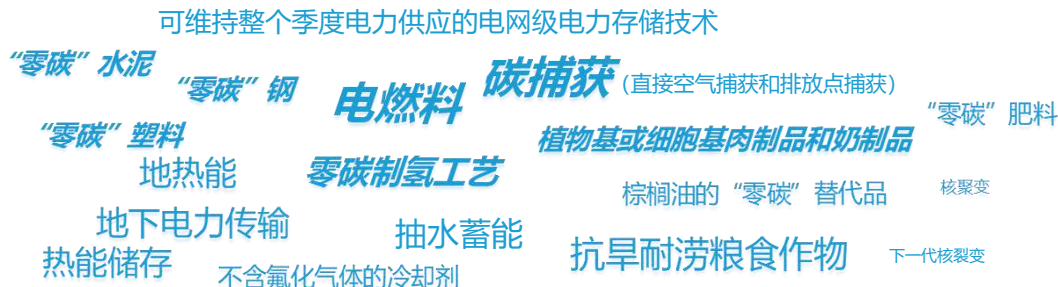 可维持整个季度电力供应的电网级电力存储技术
“零碳”水泥
“零碳”钢
电燃料
碳捕获（直接空气捕获和排放点捕获）
“零碳”肥料
“零碳”塑料
植物基或细胞基肉制品和奶制品
地热能
零碳制氢工艺
棕榈油的“零碳”替代品
核聚变
地下电力传输
抽水蓄能
抗旱耐涝粮食作物
下一代核裂变
热能储存
不含氟化气体的冷却剂